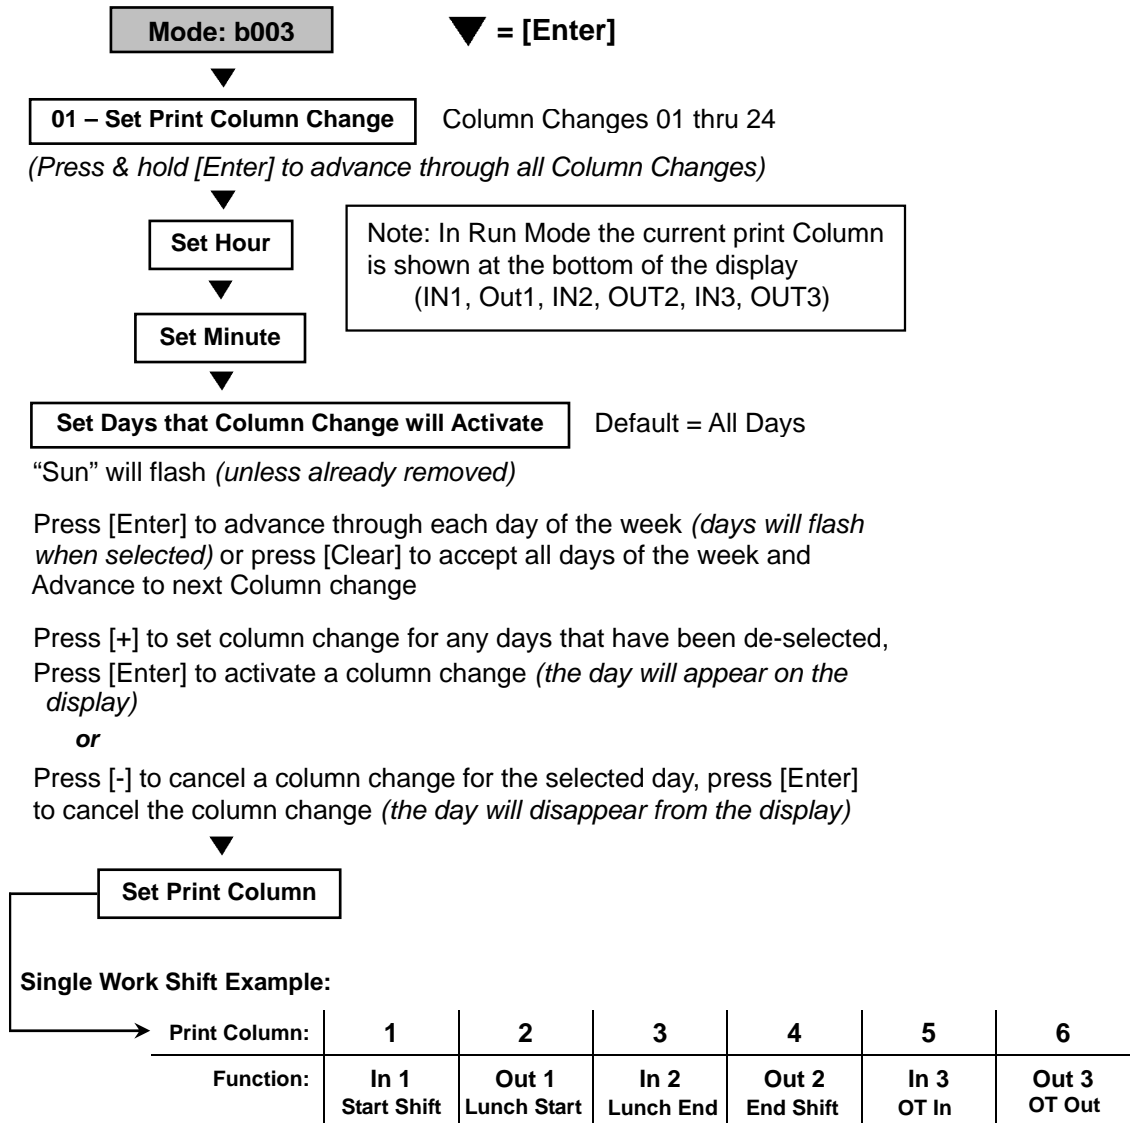 Mode: b003
▼ = [Enter]
01 – Set Print Column Change
Column Changes 01 thru 24
(Press & hold [Enter] to advance through all Column Changes)
Set Hour
Note: In Run Mode the current print Column
is shown at the bottom of the display
(IN1, Out1, IN2, OUT2, IN3, OUT3)
Set Minute
Set Days that Column Change will Activate
Default = All Days
“Sun” will flash (unless already removed)
Press [Enter] to advance through each day of the week (days will flash
when selected) or press [Clear] to accept all days of the week and
Advance to next Column change
Press [+] to set column change for any days that have been de-selected,
Press [Enter] to activate a column change (the day will appear on the
display)
or
Press [-] to cancel a column change for the selected day, press [Enter]
to cancel the column change (the day will disappear from the display)
Set Print Column
Single Work Shift Example:
Print Column: 1 2 3 4 5 6
Function: In 1 Out 1 In 2 Out 2 In 3 Out 3
Start Shift Lunch Start Lunch End End Shift OT In OT Out